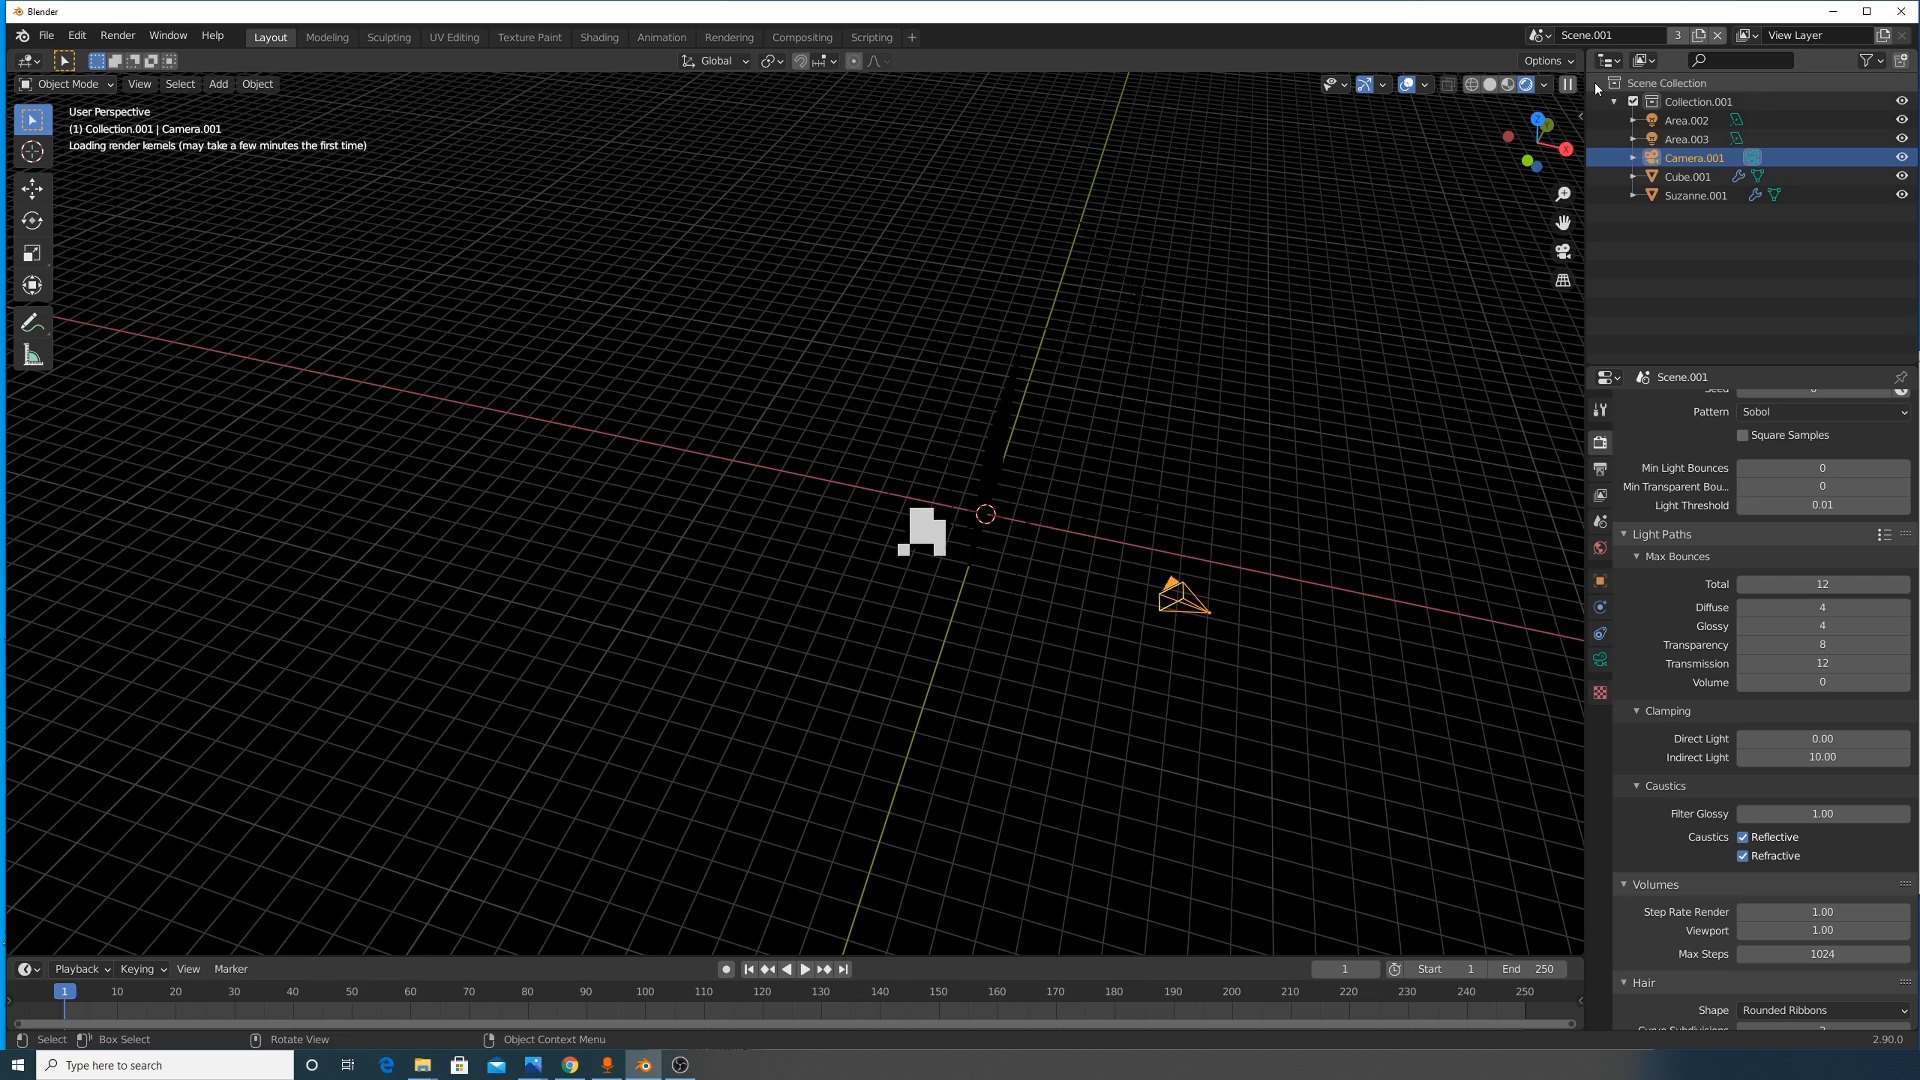 Blender
File Edit Render Window Help
Layout Modeling Sculpting UV Editing Texture Paint Shading Animation Rendering Compositing Scripting +
Scene.001 3
View Layer
Global
Options
Object Mode View Select Add Object
User Perspective
(1) Collection.001 | Camera.001
Loading render kernels (may take a few minutes the first time)
Z
X
Scene Collection
Collection.001
Area.002
Area.003
Camera.001
Cube.001
Suzanne.001
Scene.001
Pattern Sobol
Square Samples
Min Light Bounces 0
Min Transparent Bou... 0
Light Threshold 0.01
Light Paths
Max Bounces
Total 12
Diffuse 4
Glossy 4
Transparency 8
Transmission 12
Volume 0
Clamping
Direct Light 0.00
Indirect Light 10.00
Caustics
Filter Glossy 1.00
Caustics Reflective
Refractive
Volumes
Step Rate Render 1.00
Viewport 1.00
Max Steps 1024
Hair
Shape Rounded Ribbons
Playback Keying View Marker
1 Start 1 End 250
1 10 20 30 40 50 60 70 80 90 100 110 120 130 140 150 160 170 180 190 200 210 220 230 240 250
Select Box Select Rotate View Object Context Menu 2.90.0
Type here to search